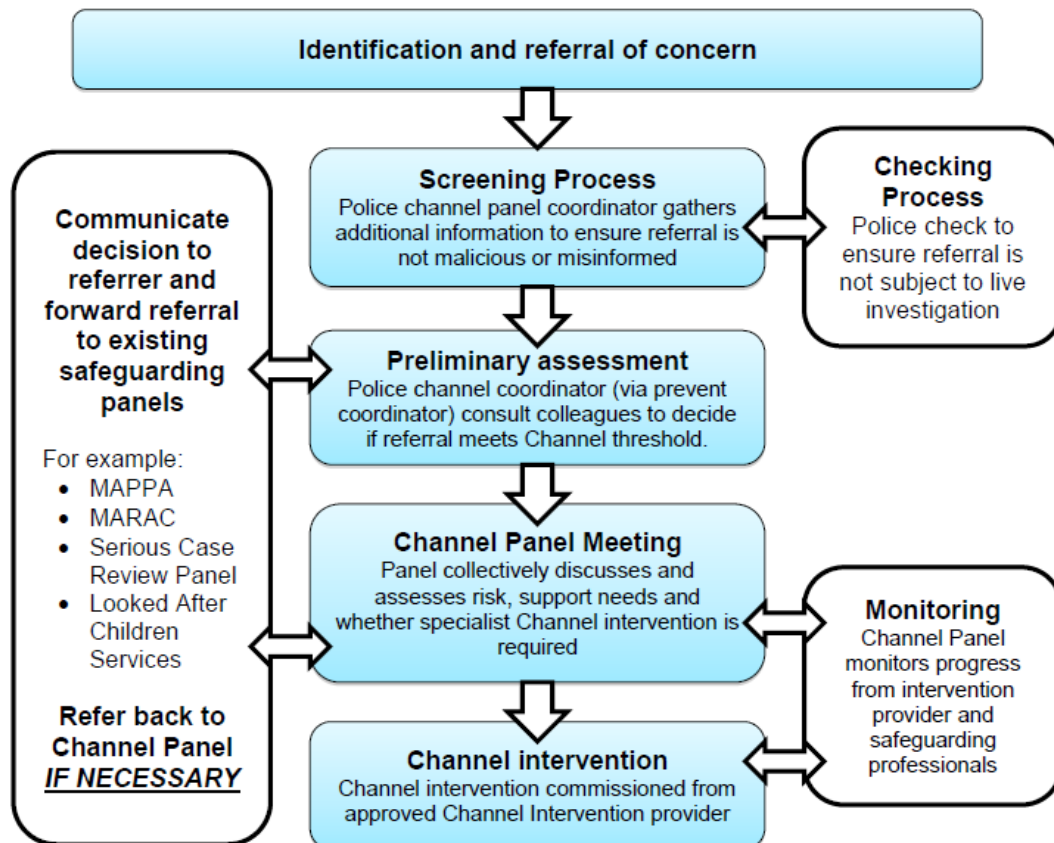 Identification and referral of concern
Screening Process
Police channel panel coordinator gathers
additional information to ensure referral is
not malicious or misinformed
Checking
Process
Police check to
ensure referral is
not subject to live
investigation
Communicate
decision to
referrer and
forward referral
to existing
safeguarding
panels
For example:
• MAPPA
• MARAC
• Serious Case
Review Panel
• Looked After
Children
Services
Refer back to
Channel Panel
IF NECESSARY
Preliminary assessment
Police channel coordinator (via prevent
coordinator) consult colleagues to decide
if referral meets Channel threshold.
Channel Panel Meeting
Panel collectively discusses and
assesses risk, support needs and
whether specialist Channel intervention is
required
Monitoring
Channel Panel
monitors progress
from intervention
provider and
safeguarding
professionals
Channel intervention
Channel intervention commissioned from
approved Channel Intervention provider